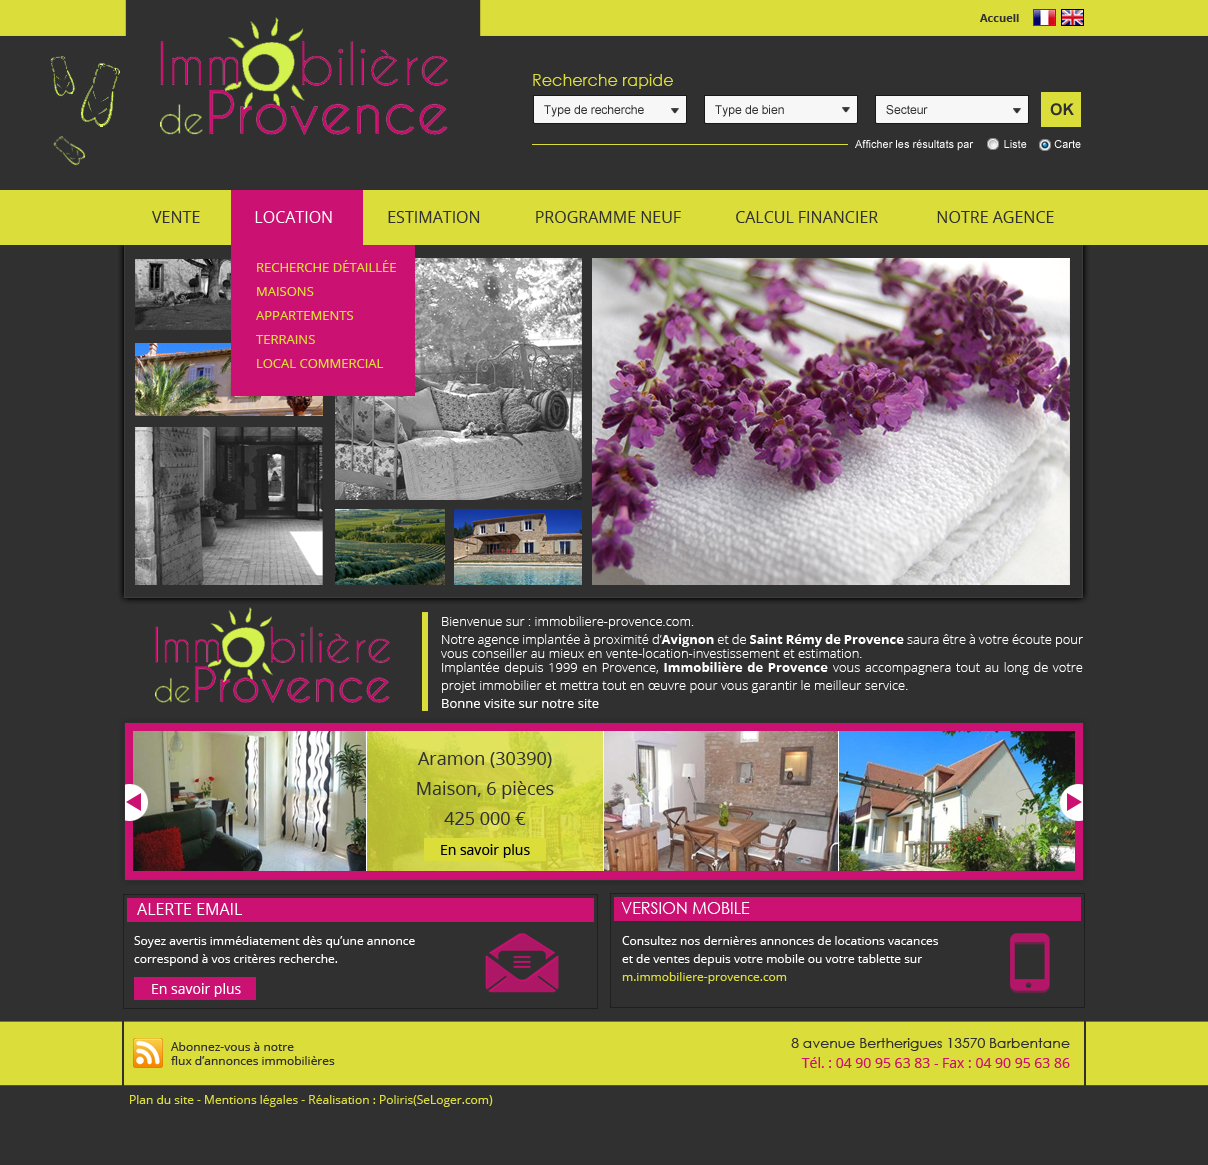 Accueil
Immobilière
de Provence
Recherche rapide
Type de recherche
Type de bien
Secteur
OK
Afficher les résultats par
Liste
Carte
VENTE
LOCATION
ESTIMATION
PROGRAMME NEUF
CALCUL FINANCIER
NOTRE AGENCE
RECHERCHE DÉTAILLÉE
MAISONS
APPARTEMENTS
TERRAINS
LOCAL COMMERCIAL
Immobilière
de Provence
Bienvenue sur : immobiliere-provence.com.
Notre agence implantée à proximité d'Avignon et de Saint Rémy de Provence saura être à votre écoute pour
vous conseiller au mieux en vente-location-investissement et estimation.
Implantée depuis 1999 en Provence, Immobilière de Provence vous accompagnera tout au long de votre
projet immobilier et mettra tout en œuvre pour vous garantir le meilleur service.
Bonne visite sur notre site
Aramon (30390)
Maison, 6 pièces
425 000 €
En savoir plus
ALERTE EMAIL
Soyez avertis immédiatement dès qu'une annonce
correspond à vos critères recherche.
En savoir plus
VERSION MOBILE
Consultez nos dernières annonces de locations vacances
et de ventes depuis votre mobile ou votre tablette sur
m.immobiliere-provence.com
Abonnez-vous à notre
flux d'annonces immobilières
8 avenue Bertherigues 13570 Barbentane
Tél. : 04 90 95 63 83 - Fax : 04 90 95 63 86
Plan du site - Mentions légales - Réalisation : Poliris(SeLoger.com)